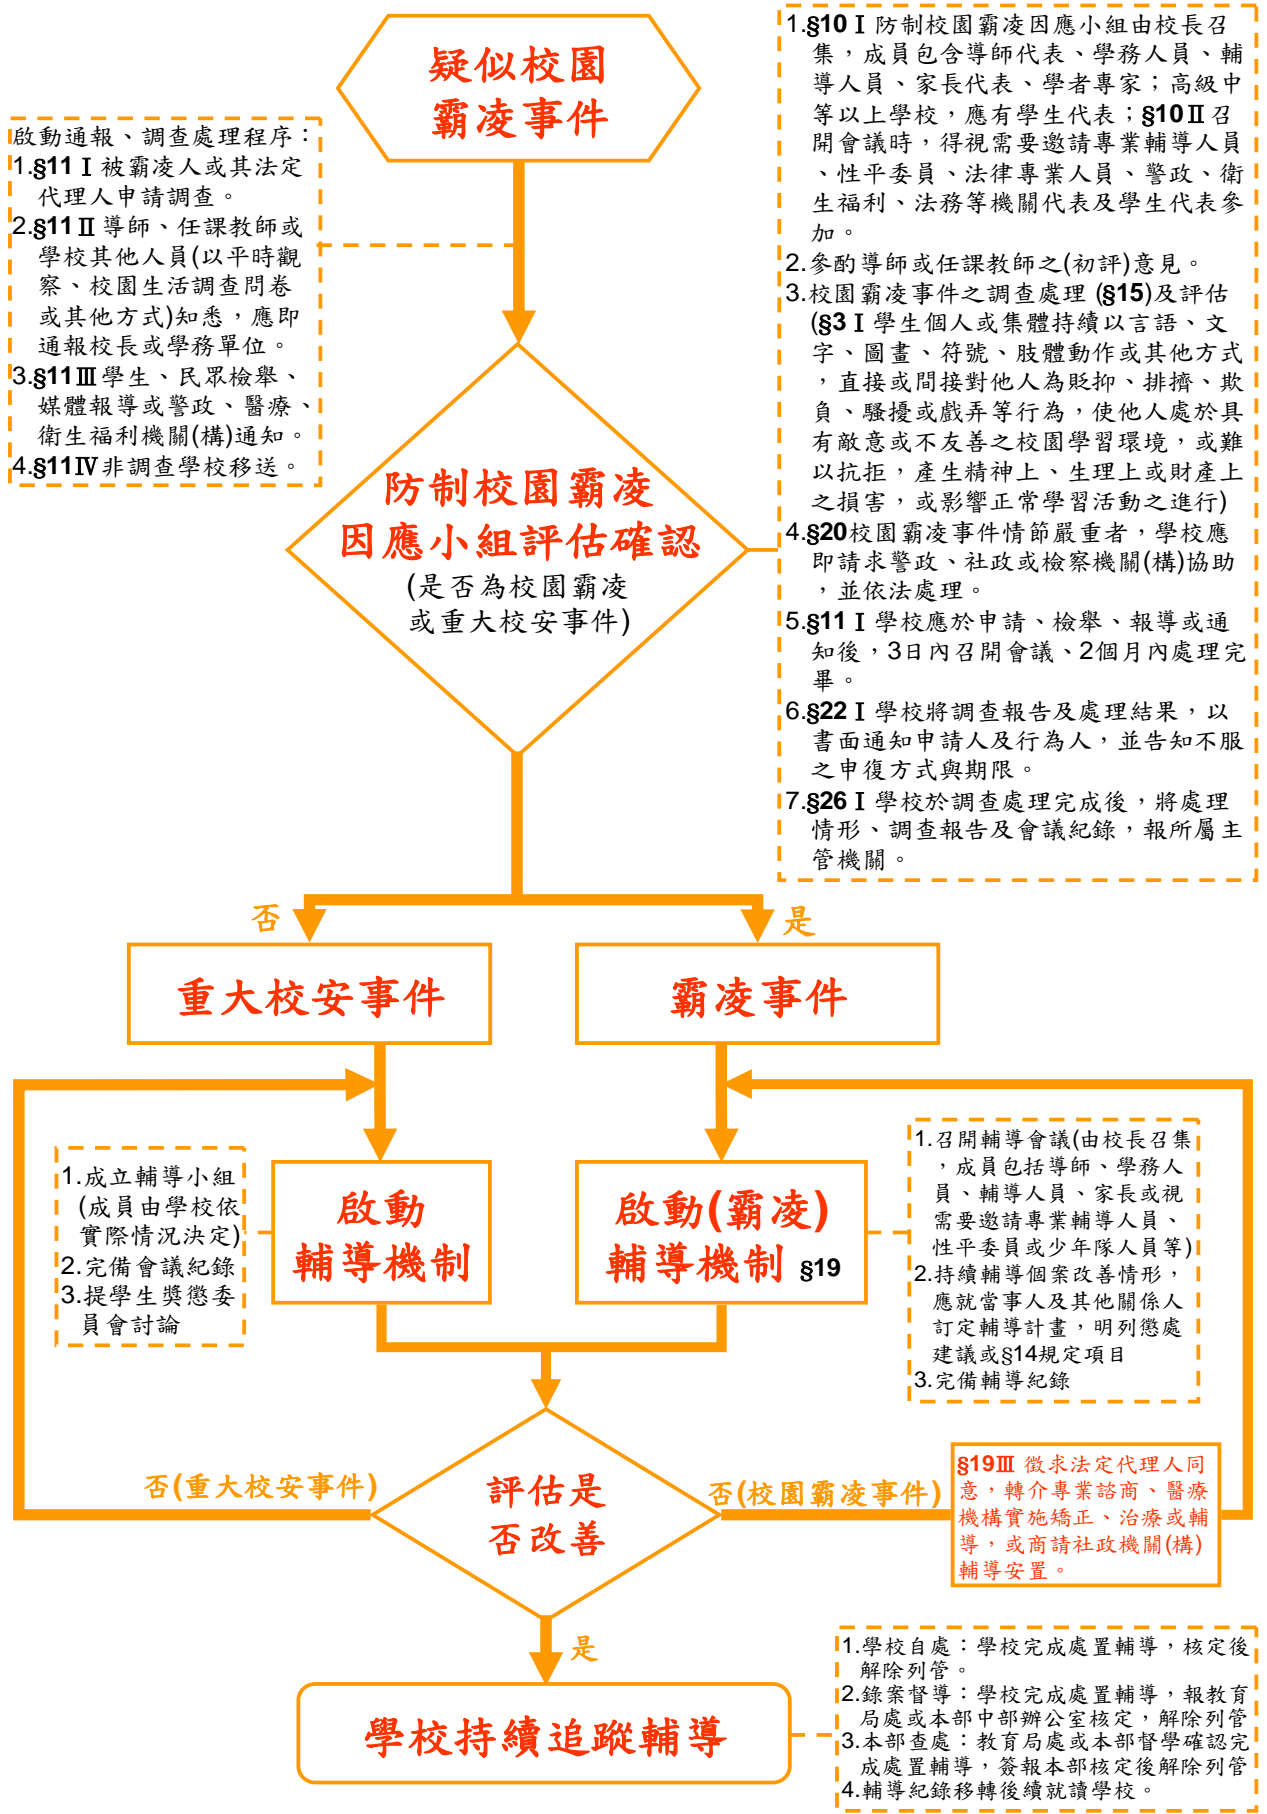 疑似校園
霸凌事件
啟動通報、調查處理程序：
1.§11Ⅰ被霸凌人或其法定
代理人申請調查。
2.§11Ⅱ導師、任課教師或
學校其他人員(以平時觀
察、校園生活調查問卷
或其他方式)知悉，應即
通報校長或學務單位。
3.§11Ⅲ學生、民眾檢舉、
媒體報導或警政、醫療、
衛生福利機關(構)通知。
4.§11Ⅳ非調查學校移送。
1.§10Ⅰ防制校園霸凌因應小組由校長召
集，成員包含導師代表、學務人員、輔
導人員、家長代表、學者專家；高級中
等以上學校，應有學生代表；§10Ⅱ召
開會議時，得視需要邀請專業輔導人員
、性平委員、法律專業人員、警政、衛
生福利、法務等機關代表及學生代表參
加。
2.參酌導師或任課教師之(初評)意見。
3.校園霸凌事件之調查處理 (§15)及評估
(§3Ⅰ學生個人或集體持續以言語、文
字、圖畫、符號、肢體動作或其他方式
，直接或間接對他人為貶抑、排擠、欺
負、騷擾或戲弄等行為，使他人處於具
有敵意或不友善之校園學習環境，或難
以抗拒，產生精神上、生理上或財產上
之損害，或影響正常學習活動之進行)
4.§20校園霸凌事件情節嚴重者，學校應
即請求警政、社政或檢察機關(構)協助
，並依法處理。
5.§11Ⅰ學校應於申請、檢舉、報導或通
知後，3日內召開會議、2個月內處理完
畢。
6.§22Ⅰ學校將調查報告及處理結果，以
書面通知申請人及行為人，並告知不服
之申復方式與期限。
7.§26Ⅰ學校於調查處理完成後，將處理
情形、調查報告及會議紀錄，報所屬主
管機關。
防制校園霸凌
因應小組評估確認
(是否為校園霸凌
或重大校安事件)
否
是
重大校安事件
霸凌事件
1.成立輔導小組
(成員由學校依
實際情況決定)
2.完備會議紀錄
3.提學生獎懲委
員會討論
啟動
輔導機制
啟動(霸凌)
輔導機制 §19
1.召開輔導會議(由校長召集
，成員包括導師、學務人
員、輔導人員、家長或視
需要邀請專業輔導人員、
性平委員或少年隊人員等)
2.持續輔導個案改善情形，
應就當事人及其他關係人
訂定輔導計畫，明列懲處
建議或§14規定項目
3.完備輔導紀錄
否(重大校安事件)
評估是
否改善
否(校園霸凌事件)
§19Ⅲ 徵求法定代理人同
意，轉介專業諮商、醫療
機構實施矯正、治療或輔
導，或商請社政機關(構)
輔導安置。
是
學校持續追蹤輔導
1.學校自處：學校完成處置輔導，核定後
解除列管。
2.錄案督導：學校完成處置輔導，報教育
局處或本部中部辦公室核定，解除列管
3.本部查處：教育局處或本部督學確認完
成處置輔導，簽報本部核定後解除列管
4.輔導紀錄移轉後續就讀學校。